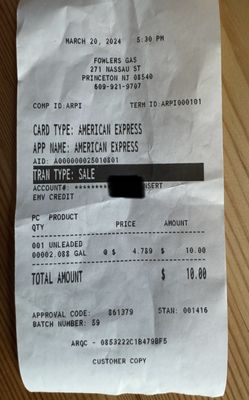 MARCH 20, 2024 5:30 PM
FOWLERS GAS
271 NASSAU ST
PRINCETON NJ 08540
609-921-9707
COMP ID:ARPI TERM ID:ARPI000101
CARD TYPE: AMERICAN EXPRESS
APP NAME: AMERICAN EXPRESS
AID: A000000025010801
TRAN TYPE: SALE
ACCOUNT#: ******** INSERT
EMV CREDIT
PC PRODUCT
QTY PRICE AMOUNT
001 UNLEADED
00002.088 GAL @ $ 4.789 $ 10.00
TOTAL AMOUNT $ 10.00
APPROVAL CODE: 861379 STAN: 001416
BATCH NUMBER: 59
ARQC - 0853222C1B479BF5
CUSTOMER COPY